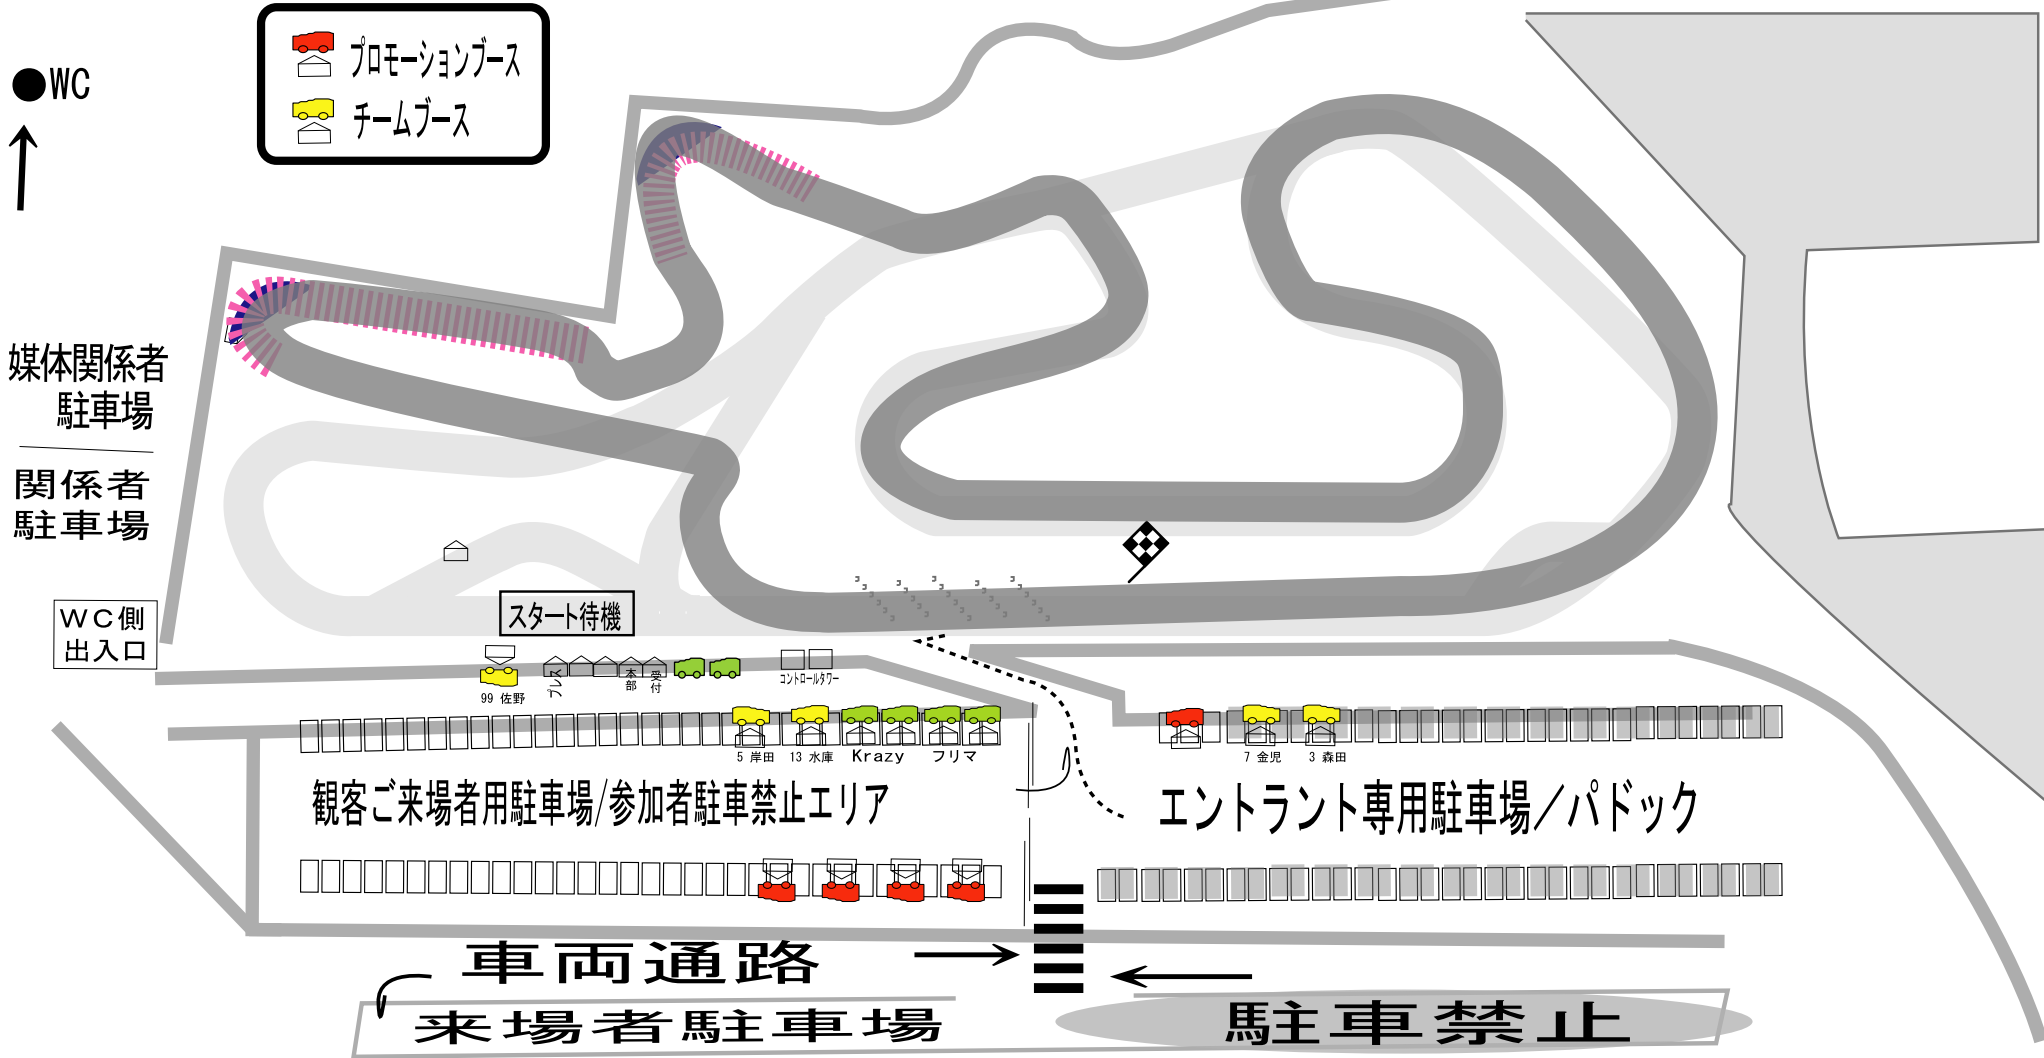 プロモーションブース
チームブース
●WC
媒体関係者
駐車場
関係者
駐車場
WC側
出入口
スタート待機
99 佐野
プレス
本部
受付
コントロールタワー
5 岸田
13 水庫
Krazy
フリマ
7 金児
3 森田
観客ご来場者用駐車場/参加者駐車禁止エリア
エントラント専用駐車場／パドック
車両通路
来場者駐車場
駐車禁止